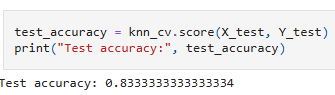 test_accuracy = knn_cv.score(X_test, Y_test)
print("Test accuracy:", test_accuracy)
Test accuracy: 0.8333333333333334